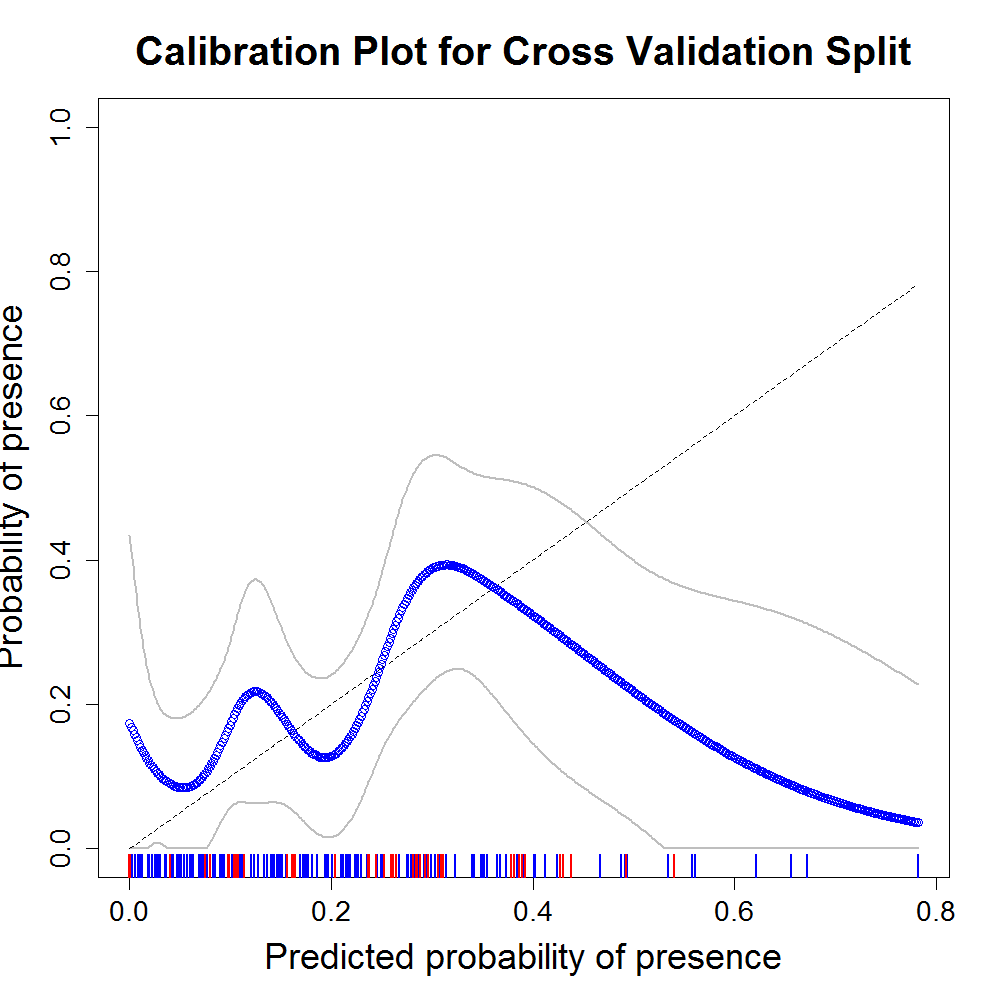 Calibration Plot for Cross Validation Split
1.0
0.8
0.6
0.4
0.2
0.0
Probability of presence
0.0 0.2 0.4 0.6 0.8
Predicted probability of presence